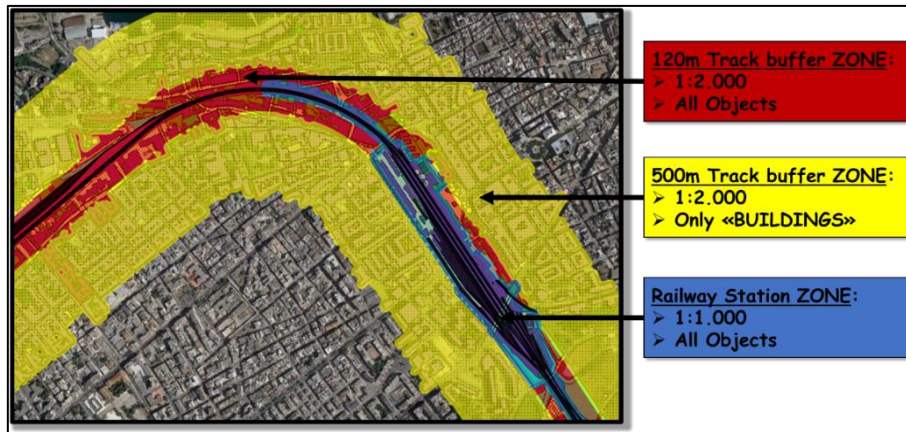 120m Track buffer ZONE:
➢ 1:2.000
➢ All Objects
500m Track buffer ZONE:
➢ 1:2.000
➢ Only «BUILDINGS»
Railway Station ZONE:
➢ 1:1.000
➢ All Objects